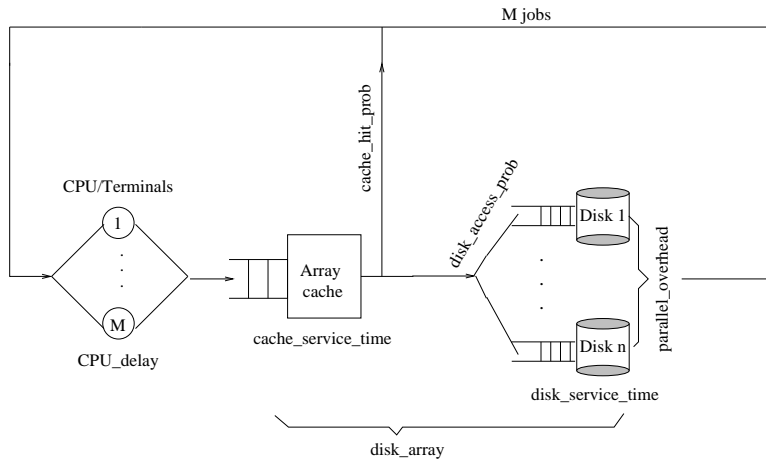 M jobs
cache_hit_prob
CPU/Terminals
1
M
CPU_delay
Array
cache
cache_service_time
disk_access_prob
Disk 1
Disk n
disk_service_time
parallel_overhead
disk_array